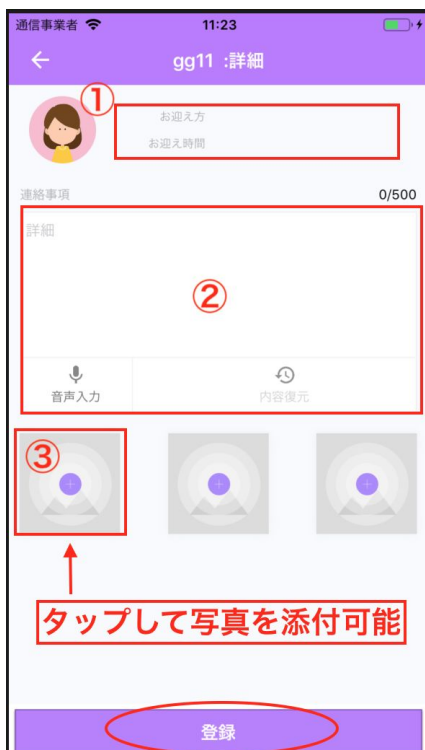 通信事業者 11:23
gg11 :詳細
①
お迎え方
お迎え時間
連絡事項 0/500
詳細
②
音声入力 内容復元
③
タップして写真を添付可能
登録